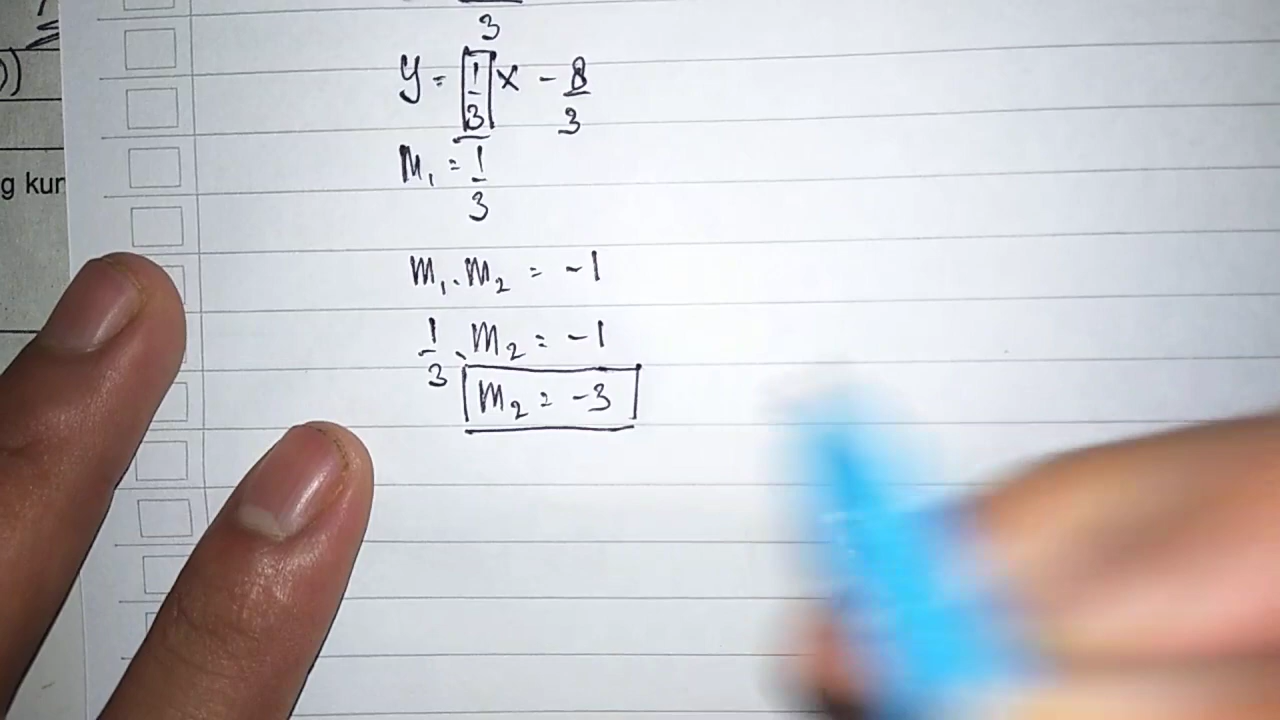 3
y = 1/3 x - 8/3
M₁ = 1/3
m₁ . m₂ = -1
1/3 . m₂ = -1
m₂ = -3
g kur